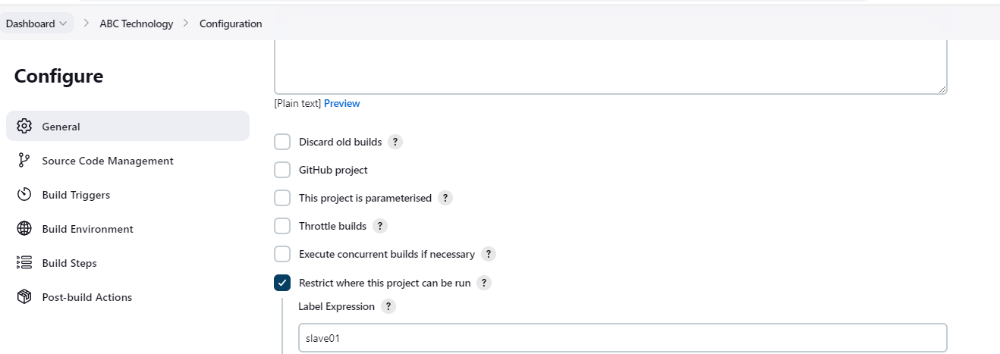 Dashboard > ABC Technology > Configuration
Configure
General
Source Code Management
Build Triggers
Build Environment
Build Steps
Post-build Actions
[Plain text] Preview
Discard old builds ?
GitHub project
This project is parameterised ?
Throttle builds ?
Execute concurrent builds if necessary ?
Restrict where this project can be run ?
Label Expression ?
slave01